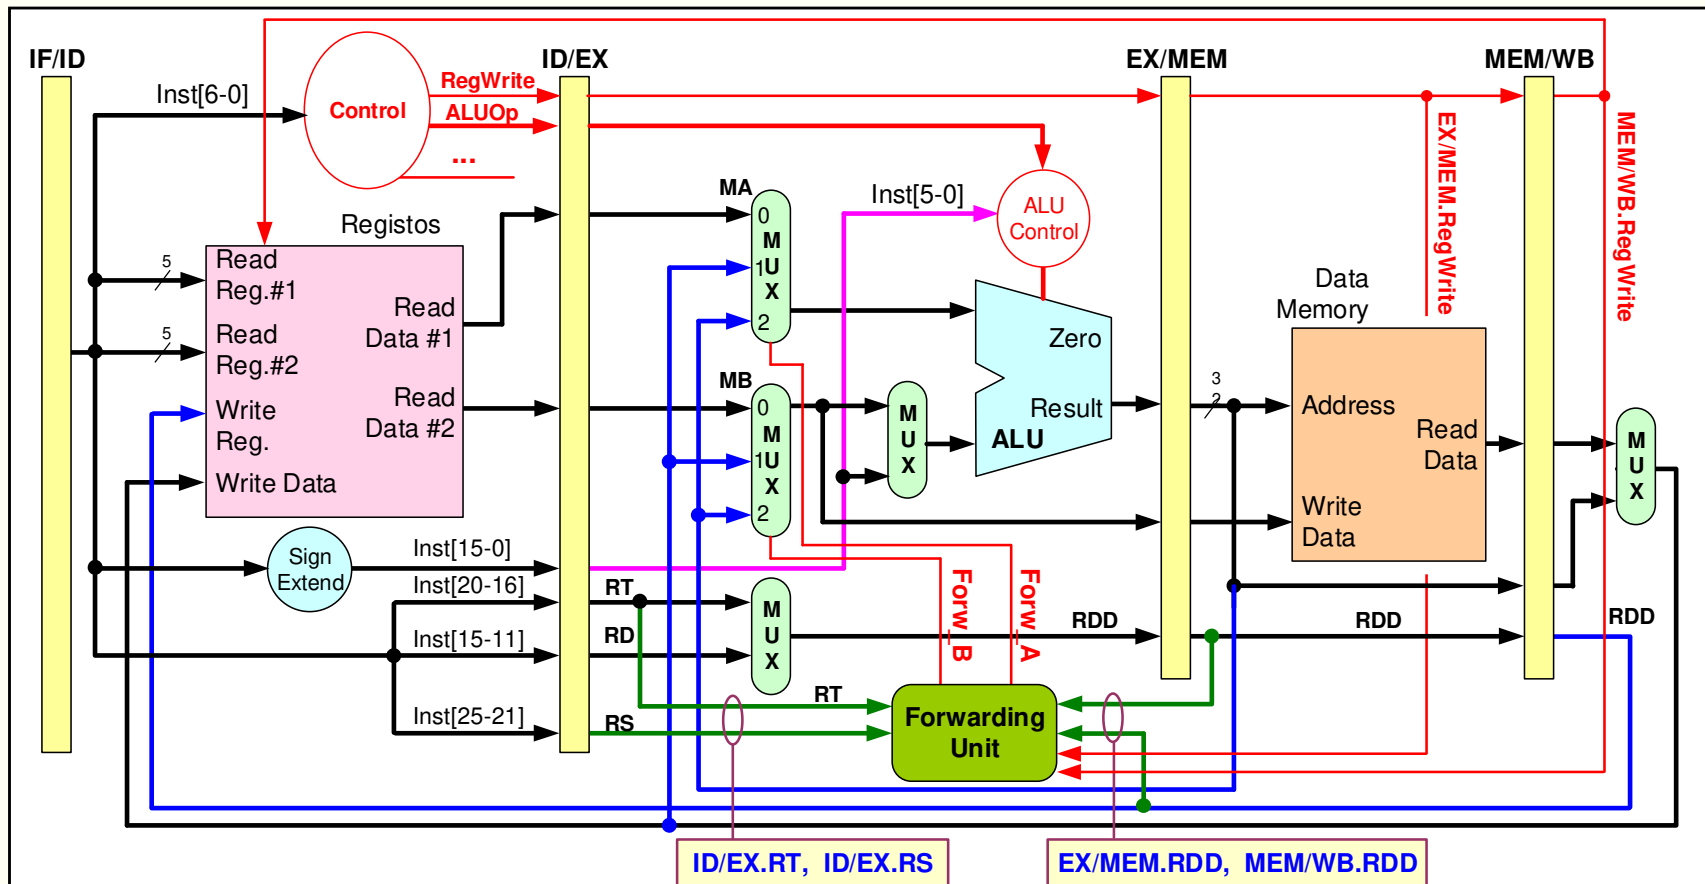 IF/ID
ID/EX
EX/MEM
MEM/WB
Inst[6-0]
Control
RegWrite
ALUOp
...
EX/MEM.RegWrite
MEM/WB.RegWrite
MA
0
M
1 U
X
2
Inst[5-0]
ALU
Control
Registos
5
Read
Reg.#1
5
Read
Reg.#2
Write
Reg.
Write Data
Read
Data #1
Read
Data #2
MB
0
M
1 U
X
2
M
U
X
Zero
Result
ALU
3
2
Data
Memory
Address
Read
Data
Write
Data
M
U
X
Sign
Extend
Inst[15-0]
Inst[20-16]
Inst[15-11]
Inst[25-21]
RT
RD
RS
M
U
X
RDD
RDD
RDD
Forw_B
Forw_A
RT
Forwarding
Unit
ID/EX.RT, ID/EX.RS
EX/MEM.RDD, MEM/WB.RDD